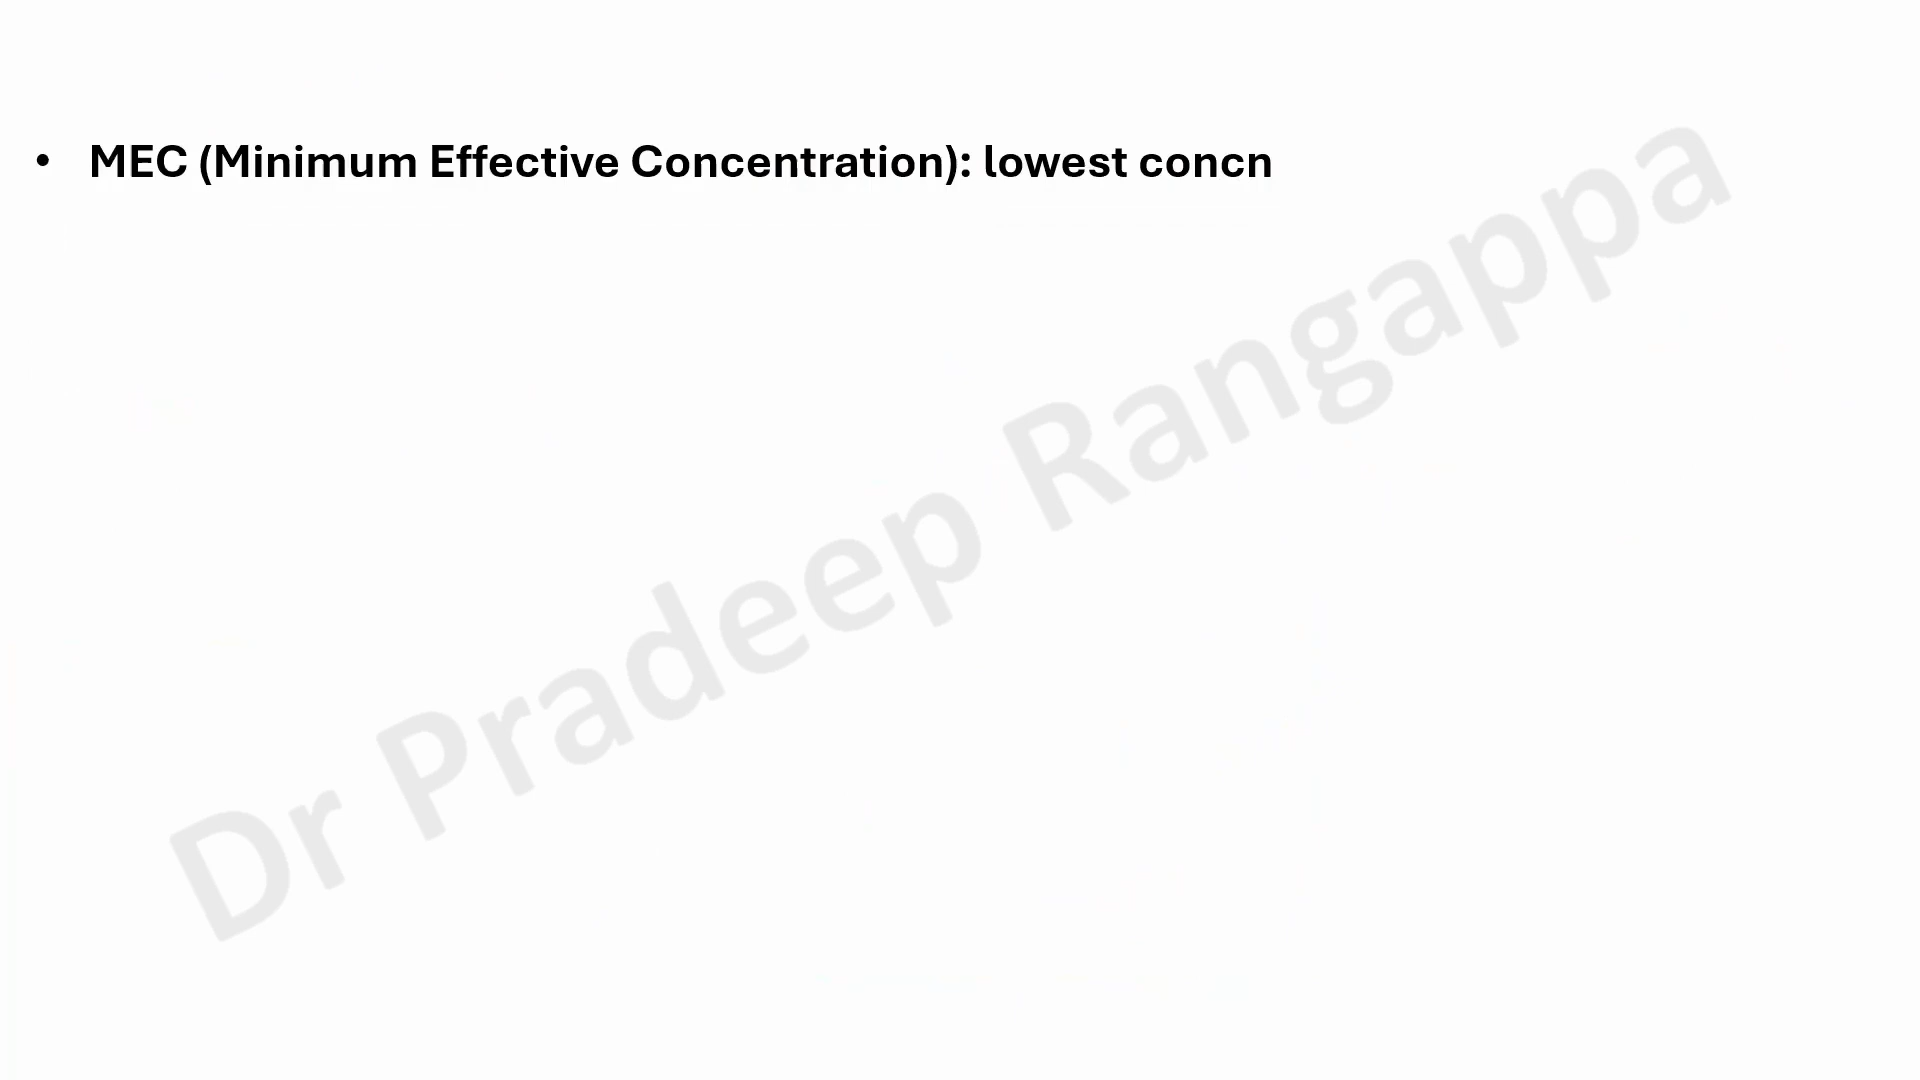 • MEC (Minimum Effective Concentration): lowest concn
Dr Pradeep Rangappa